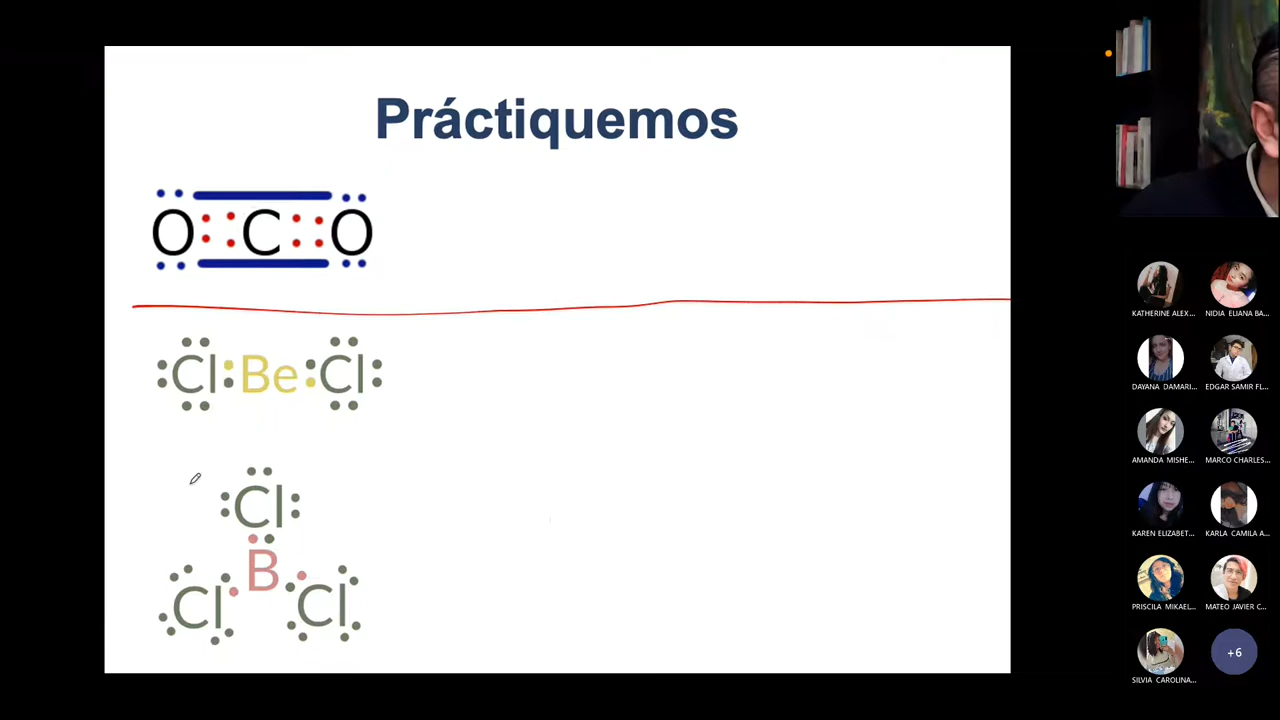 Práctiquemos
O C O
Cl Be Cl
Cl
B
Cl Cl
KATHERINE ALEX...
NIDIA ELIANA BA...
DAYANA DAMARI...
EDGAR SAMIR FL...
AMANDA MISHE...
MARCO CHARLES...
KAREN ELIZABET...
KARLA CAMILA A...
PRISCILA MIKAEL...
MATEO JAVIER C...
SILVIA CAROLINA...
+6